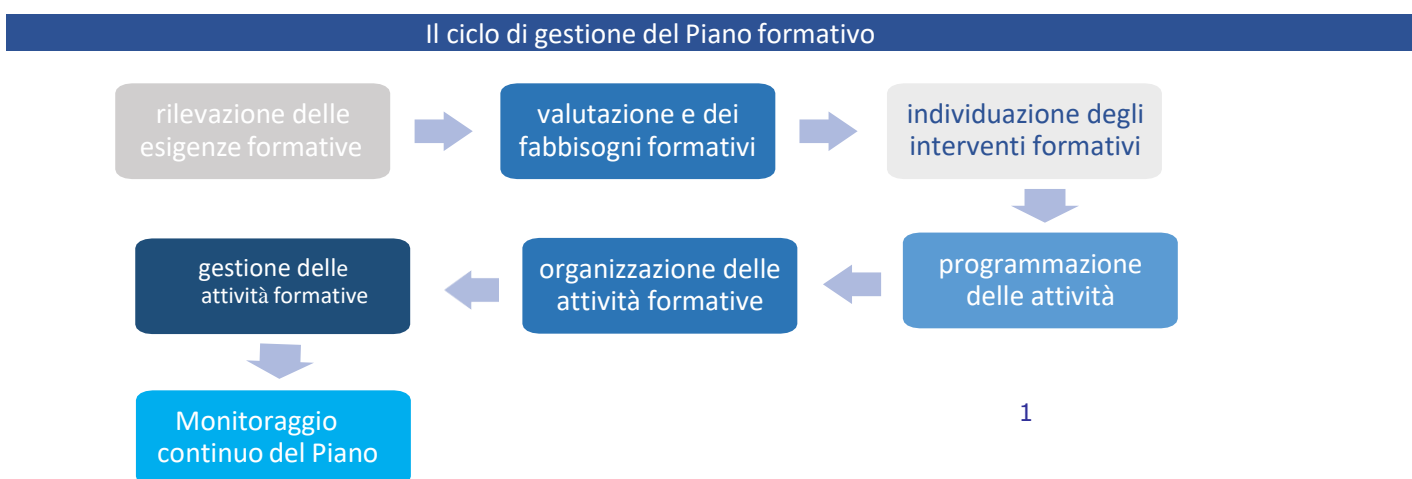 Il ciclo di gestione del Piano formativo
rilevazione delle
esigenze formative
valutazione e dei
fabbisogni formativi
individuazione degli
interventi formativi
programmazione
delle attività
organizzazione delle
attività formative
gestione delle
attività formative
Monitoraggio
continuo del Piano
1